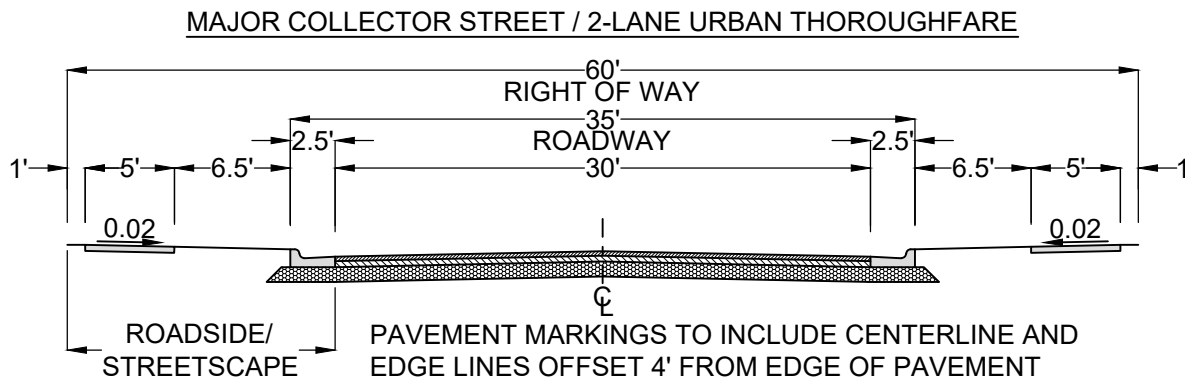 MAJOR COLLECTOR STREET / 2-LANE URBAN THOROUGHFARE
60'
RIGHT OF WAY
35'
2.5' ROADWAY 2.5'
1' 5' 6.5' 30' 6.5' 5' 1
0.02 0.02
CL
ROADSIDE/
STREETSCAPE
PAVEMENT MARKINGS TO INCLUDE CENTERLINE AND
EDGE LINES OFFSET 4' FROM EDGE OF PAVEMENT